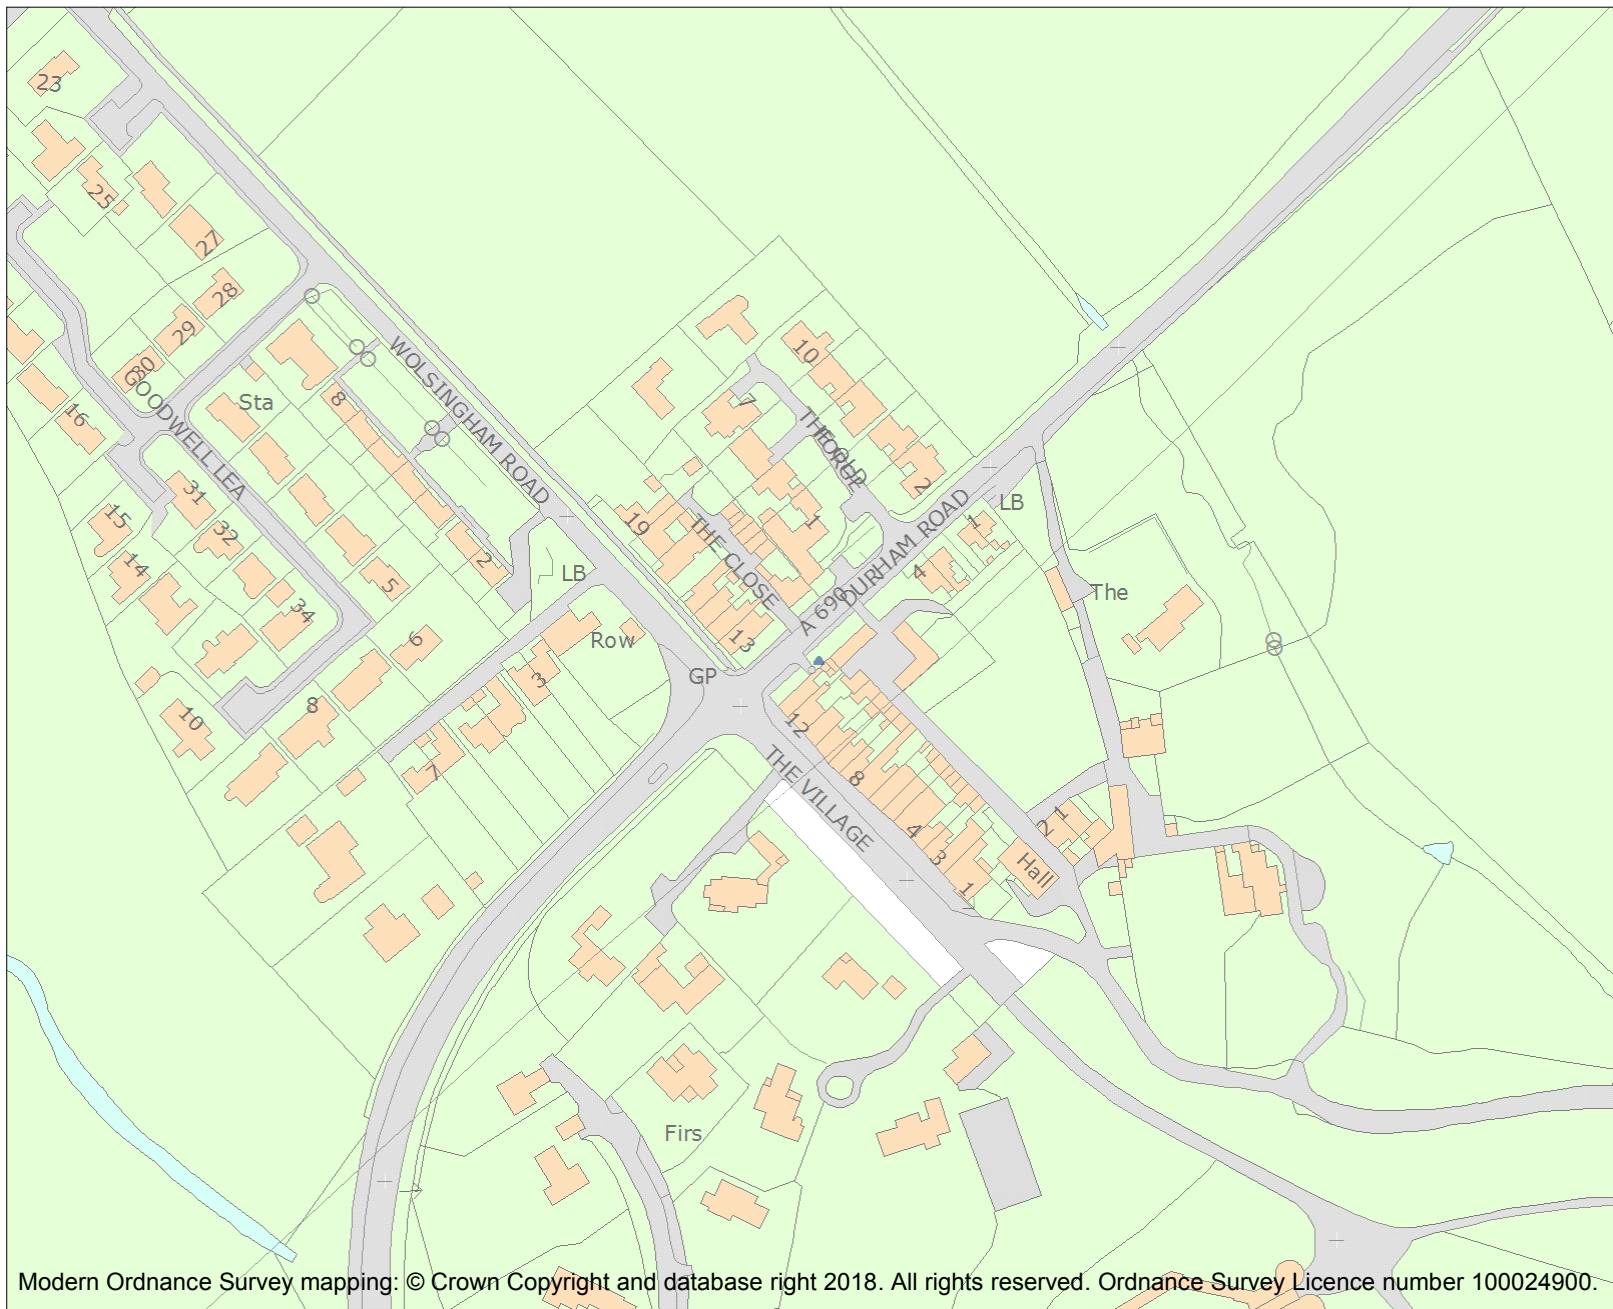 23
25
27
28
29
30
GOODWELL LEA
16
Sta
8
WOLSINGHAM ROAD
10
7
THE OLD
FORGE
2
1
LB
19
THE CLOSE
1
DURHAM ROAD
A 690
4
The
31
32
15
14
5
2
LB
34
6
Row
13
GP
3
10
8
7
12
THE VILLAGE
8
4
3
1
2
1
Hall
Firs
Modern Ordnance Survey mapping: © Crown Copyright and database right 2018. All rights reserved. Ordnance Survey Licence number 100024900.